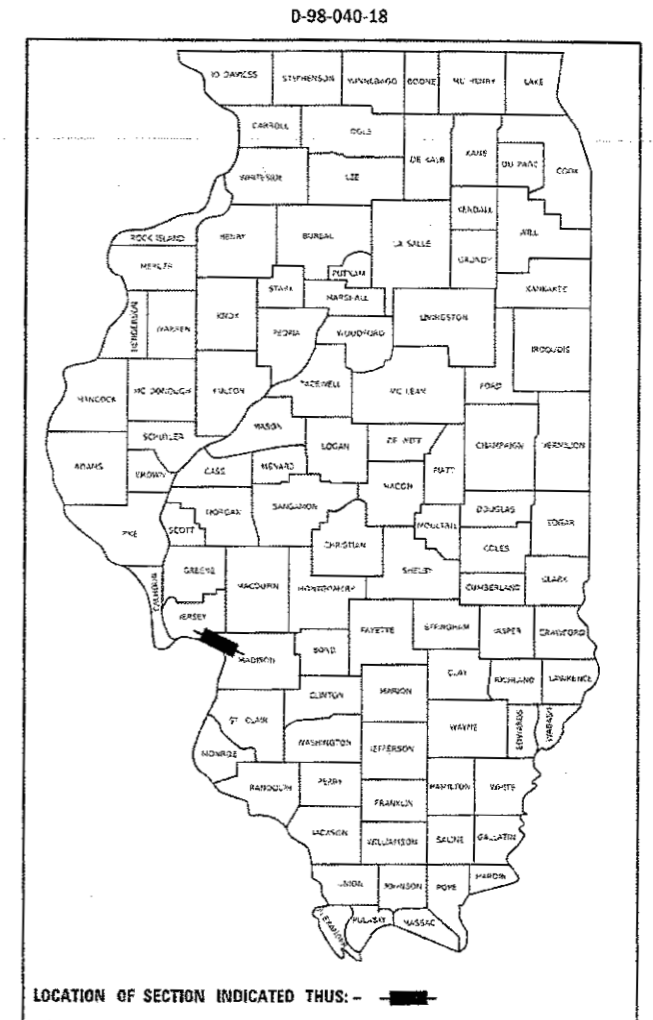 D-98-040-18
JO DAVIESS STEPHENSON WINNEBAGO BOONE MC HENRY LAKE
CARROLL OGLE DE KALB KANE DU PAGE COOK
WHITESIDE LEE KENDALL WILL
ROCK ISLAND HENRY BUREAU LA SALLE GRUNDY
MERCER PUTNAM KANKAKEE
STARK MARSHALL
HENDERSON WARREN KNOX PEORIA WOODFORD LIVINGSTON IROQUOIS
HANCOCK MC DONOUGH FULTON TAZEWELL MC LEAN FORD
MASON
SCHUYLER LOGAN DE WITT CHAMPAIGN VERMILION
ADAMS BROWN CASS MENARD PIATT
MACON
PIKE SCOTT MORGAN SANGAMON MOULTRIE DOUGLAS EDGAR
CHRISTIAN COLES
GREENE MACOUPIN MONTGOMERY SHELBY CUMBERLAND CLARK
CALHOUN
JERSEY FAYETTE EFFINGHAM JASPER CRAWFORD
MADISON BOND CLAY RICHLAND LAWRENCE
CLINTON MARION
ST. CLAIR WAYNE EDWARDS WABASH
MONROE WASHINGTON JEFFERSON
RANDOLPH PERRY HAMILTON WHITE
FRANKLIN
JACKSON WILLIAMSON SALINE GALLATIN
UNION JOHNSON POPE HARDIN
ALEXANDER PULASKI MASSAC
LOCATION OF SECTION INDICATED THUS: -